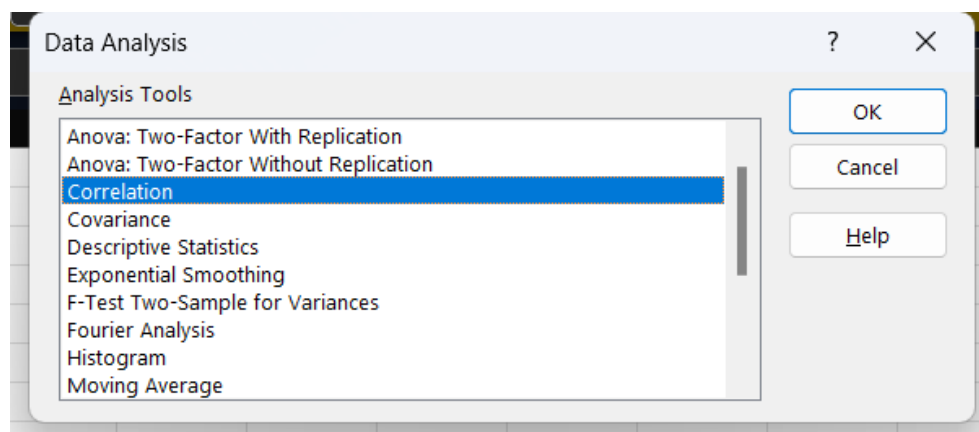 Data Analysis ?
Analysis Tools
Anova: Two-Factor With Replication
Anova: Two-Factor Without Replication
Correlation
Covariance
Descriptive Statistics
Exponential Smoothing
F-Test Two-Sample for Variances
Fourier Analysis
Histogram
Moving Average
OK
Cancel
Help